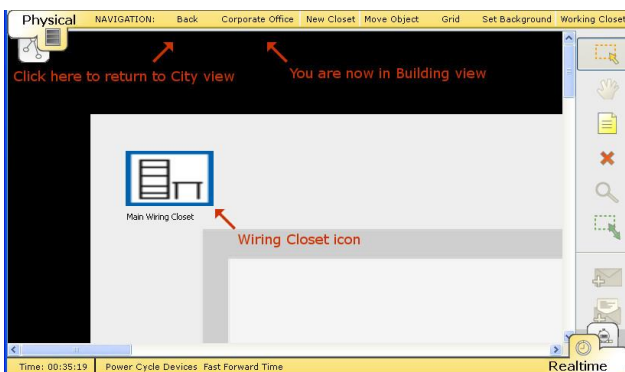 Physical NAVIGATION: Back Corporate Office New Closet Move Object Grid Set Background Working Closet
Click here to return to City view
You are now in Building view
Main Wiring Closet
Wiring Closet icon
Time: 00:35:19 Power Cycle Devices Fast Forward Time
Realtime